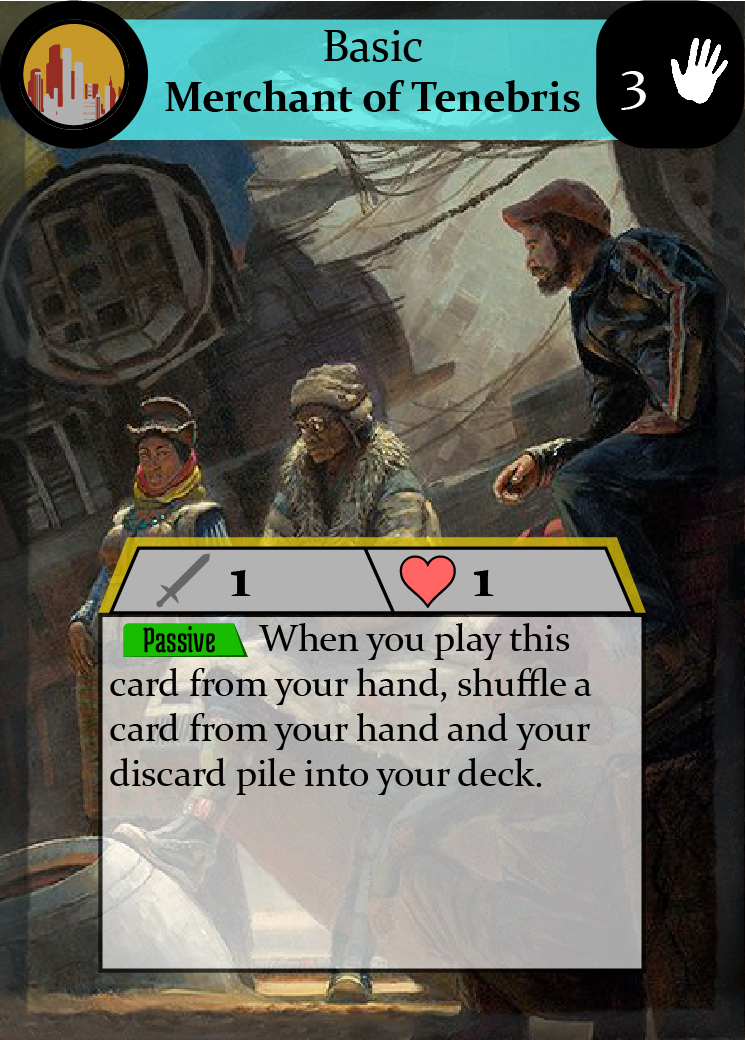 Basic
Merchant of Tenebris
3
1
1
Passive When you play this
card from your hand, shuffle a
card from your hand and your
discard pile into your deck.